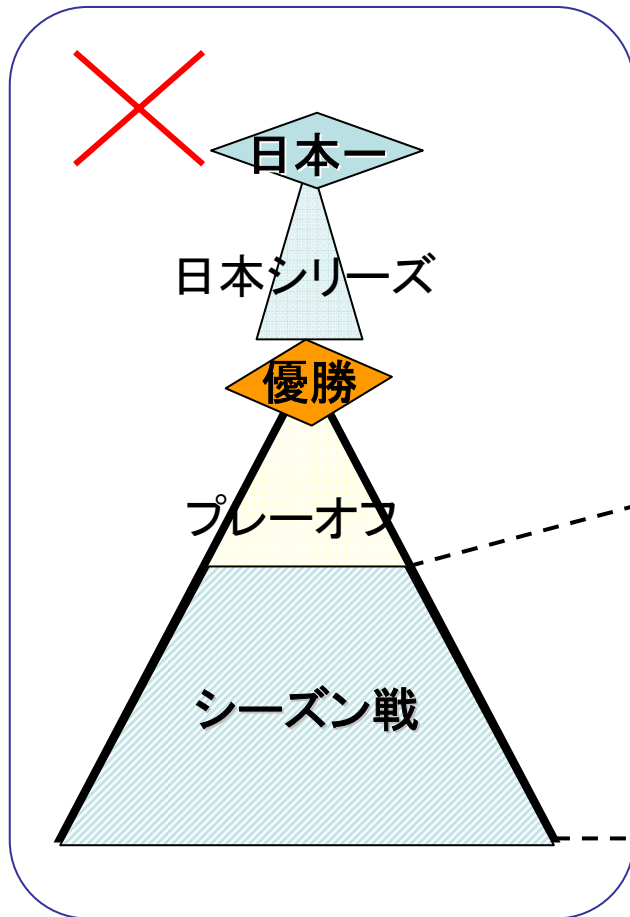 日本一
日本シリーズ
優勝
プレーオフ
シーズン戦